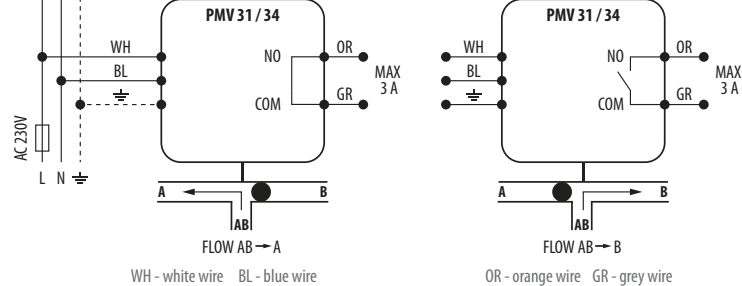 PMV 31 / 34
WH
BL
NO
COM
OR
GR
MAX
3 A
AC 230V
L N
A
B
AB
FLOW AB → A
WH - white wire BL - blue wire
PMV 31 / 34
WH
BL
NO
COM
OR
GR
MAX
3 A
A
B
AB
FLOW AB → B
OR - orange wire GR - grey wire